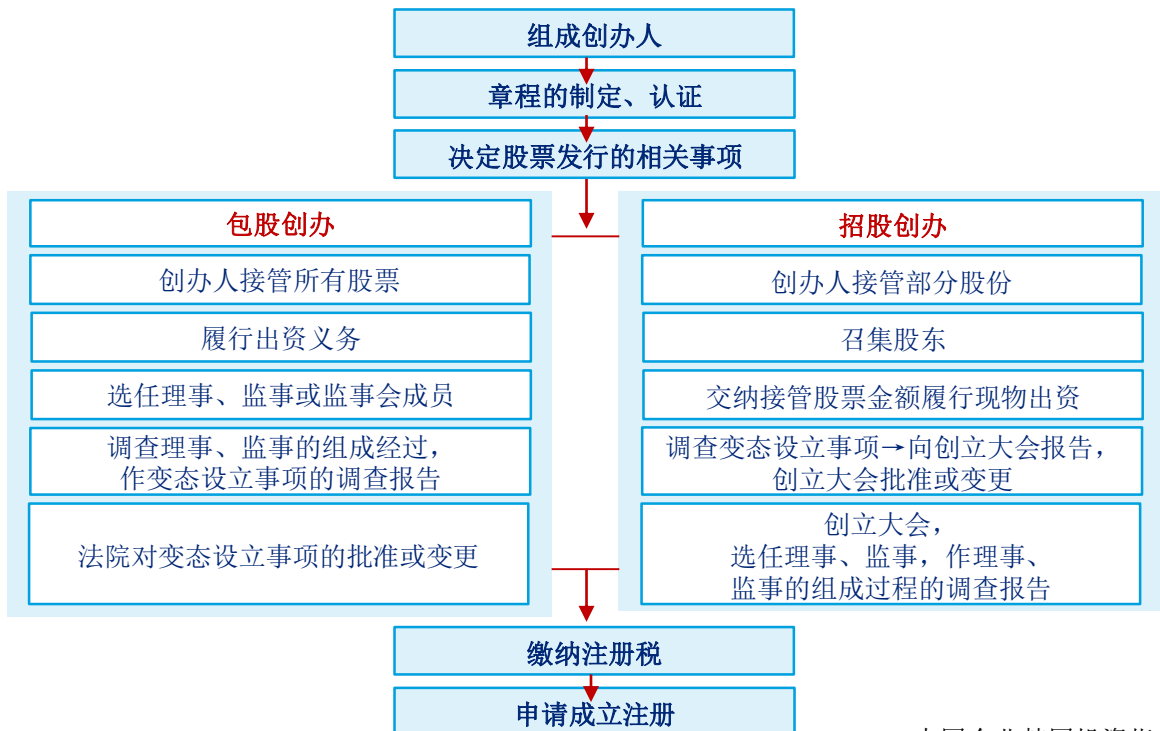 组成创办人
章程的制定、认证
决定股票发行的相关事项
包股创办
创办人接管所有股票
履行出资义务
选任理事、监事或监事会成员
调查理事、监事的组成经过，
作变态设立事项的调查报告
法院对变态设立事项的批准或变更
招股创办
创办人接管部分股份
召集股东
交纳接管股票金额履行现物出资
调查变态设立事项→向创立大会报告，
创立大会批准或变更
创立大会，
选任理事、监事，作理事、
监事的组成过程的调查报告
缴纳注册税
申请成立注册